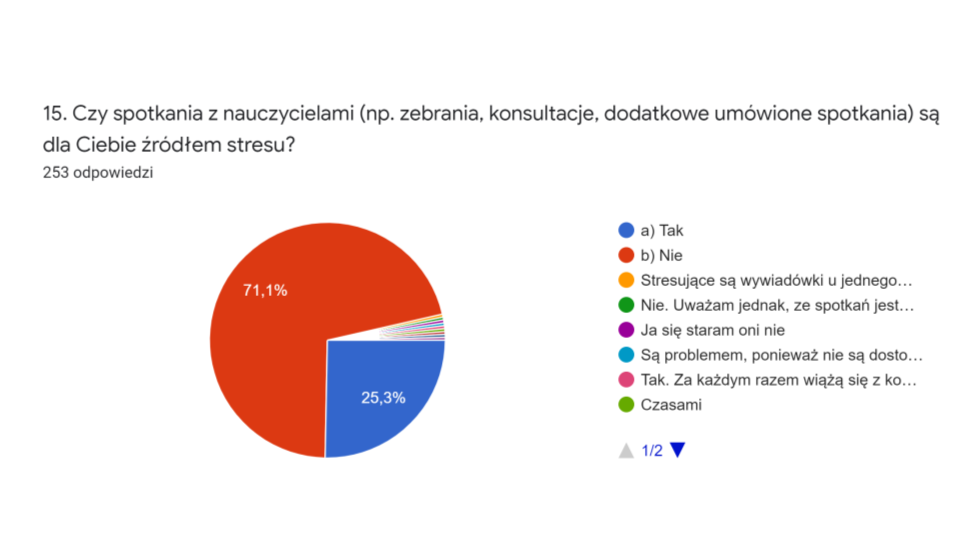 15. Czy spotkania z nauczycielami (np. zebrania, konsultacje, dodatkowe umówione spotkania) są
dla Ciebie źródłem stresu?
253 odpowiedzi
71,1%
25,3%
a) Tak
b) Nie
Stresujące są wywiadówki u jednego…
Nie. Uważam jednak, ze spotkań jest…
Ja się staram oni nie
Są problemem, ponieważ nie są dosto…
Tak. Za każdym razem wiążą się z ko…
Czasami
1/2